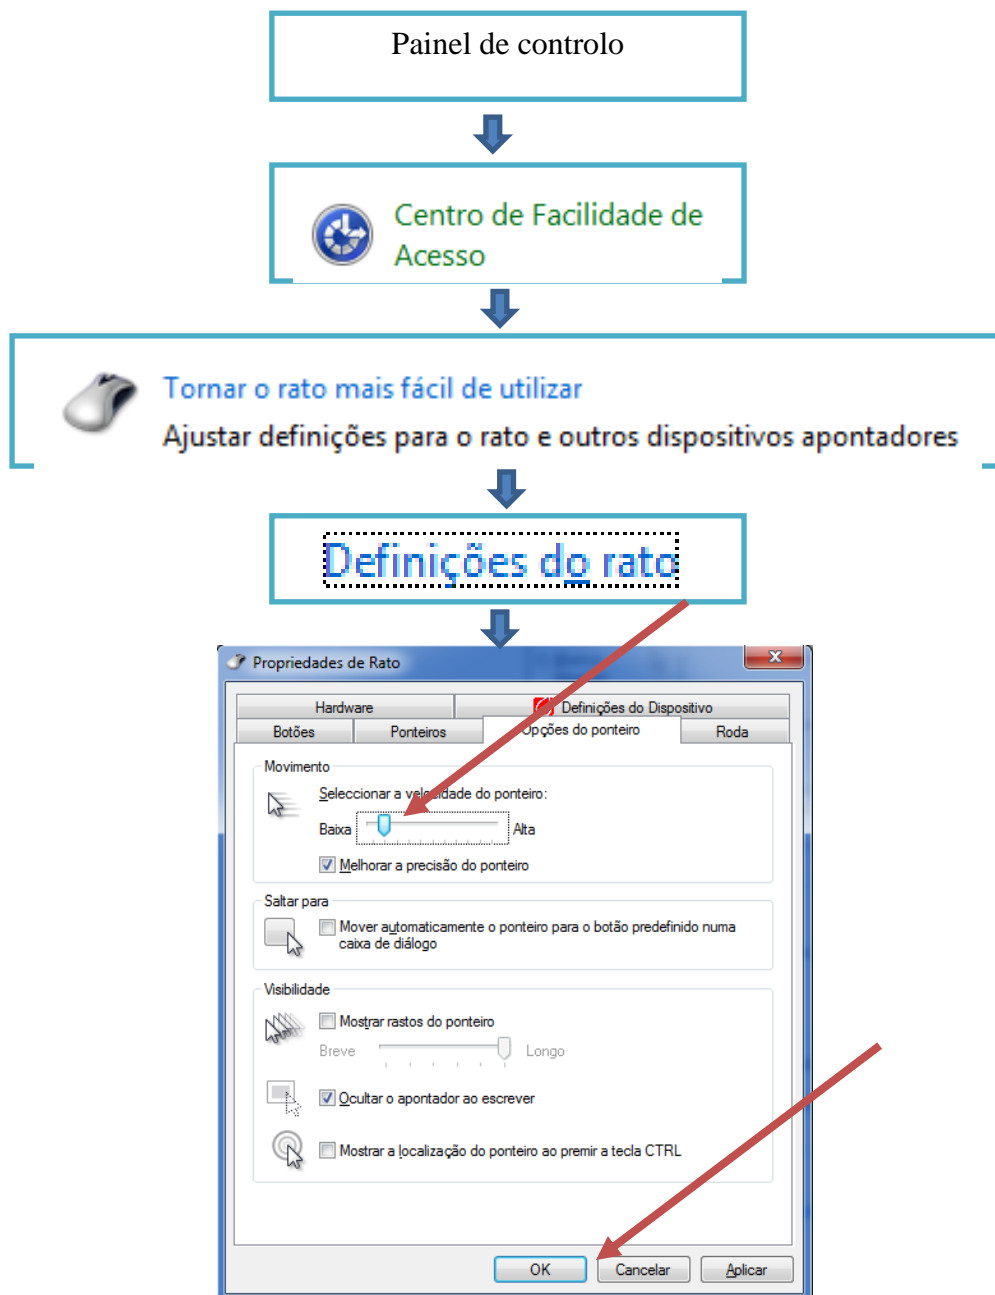 Painel de controlo
Centro de Facilidade de
Acesso
Tornar o rato mais fácil de utilizar
Ajustar definições para o rato e outros dispositivos apontadores
Definições do rato
Propriedades de Rato
Hardware
Definições do Dispositivo
Botões
Ponteiros
Opções do ponteiro
Roda
Movimento
Seleccionar a velocidade do ponteiro:
Baixa
Alta
Melhorar a precisão do ponteiro
Saltar para
Mover automaticamente o ponteiro para o botão predefinido numa
caixa de diálogo
Visibilidade
Mostrar rastos do ponteiro
Breve
Longo
Ocultar o apontador ao escrever
Mostrar a localização do ponteiro ao premir a tecla CTRL
OK
Cancelar
Aplicar